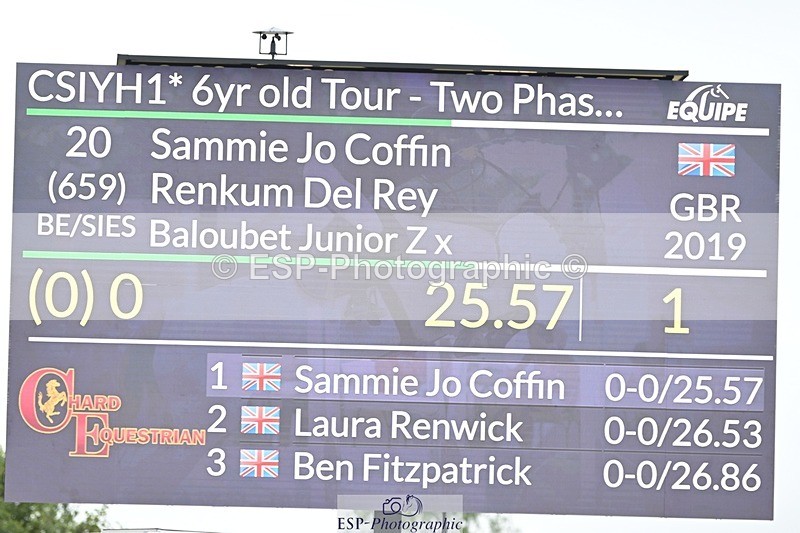 CSIYH1* 6yr old Tour - Two Phas...
EQUIPE
20 Sammie Jo Coffin
(659) Renkum Del Rey
GBR
BE/SIES Baloubet Junior Z x
2019
© ESP-Photographic ©
(0) 0 25.57 1
1 Sammie Jo Coffin 0-0/25.57
CHARD EQUESTRIAN
2 Laura Renwick 0-0/26.53
3 Ben Fitzpatrick 0-0/26.86
ESP-Photographic